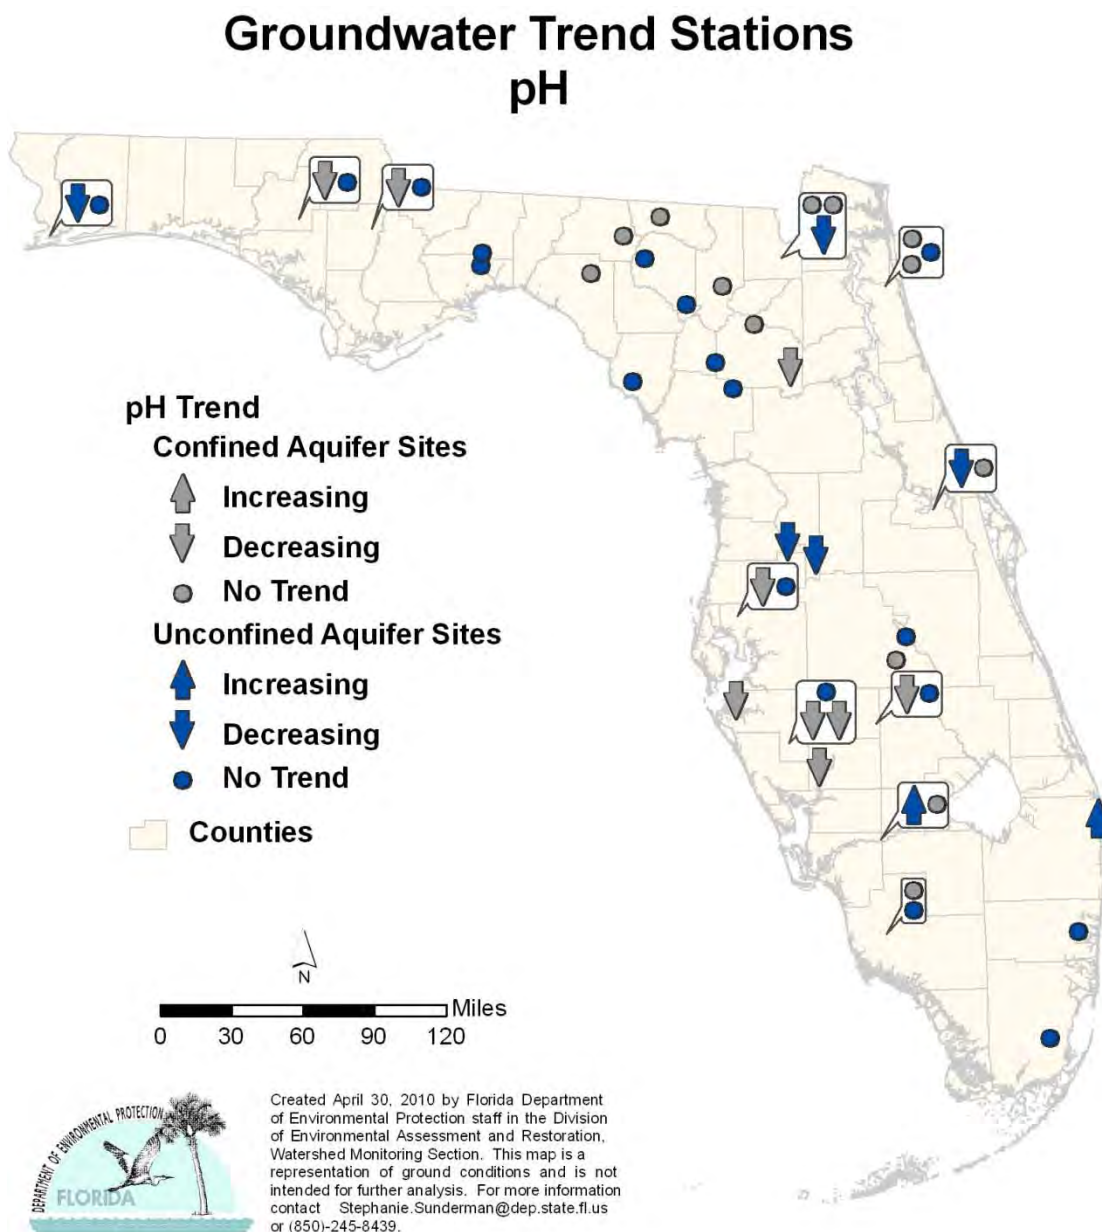 Groundwater Trend Stations
pH
pH Trend
Confined Aquifer Sites
Increasing
Decreasing
No Trend
Unconfined Aquifer Sites
Increasing
Decreasing
No Trend
Counties
N
Miles
0 30 60 90 120
DEPARTMENT OF ENVIRONMENTAL PROTECTION
FLORIDA
Created April 30, 2010 by Florida Department
of Environmental Protection staff in the Division
of Environmental Assessment and Restoration,
Watershed Monitoring Section. This map is a
representation of ground conditions and is not
intended for further analysis. For more information
contact Stephanie.Sunderman@dep.state.fl.us
or (850)-245-8439.